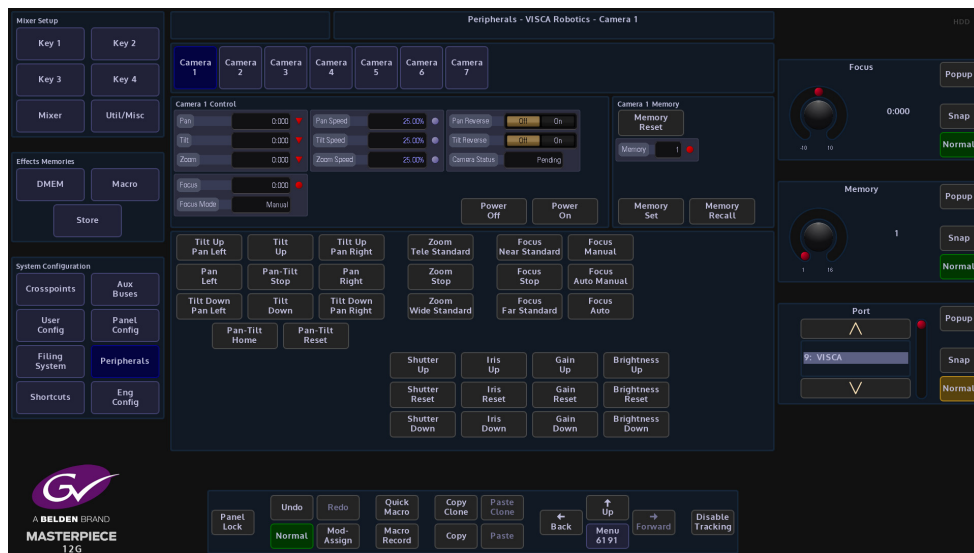 Mixer Setup
Key 1
Key 2
Key 3
Key 4
Mixer
Util/Misc
Effects Memories
DMEM
Macro
Store
System Configuration
Crosspoints
Aux
Buses
User
Config
Panel
Config
Filing
System
Peripherals
Shortcuts
Eng
Config
GV
A BELDEN BRAND
MASTERPIECE
12G
Peripherals - VISCA Robotics - Camera 1
Camera
1
Camera
2
Camera
3
Camera
4
Camera
5
Camera
6
Camera
7
Camera 1 Control
Pan
0:000
Pan Speed
25.00%
Pan Reverse
Off
On
Tilt
0:000
Tilt Speed
25.00%
Tilt Reverse
Off
On
Zoom
0:000
Zoom Speed
25.00%
Camera Status
Pending
Focus
0:000
Focus Mode
Manual
Power
Off
Power
On
Camera 1 Memory
Memory
Reset
Memory
1
Memory
Set
Memory
Recall
Tilt Up
Pan Left
Tilt
Up
Tilt Up
Pan Right
Zoom
Tele Standard
Focus
Near Standard
Focus
Manual
Pan
Left
Pan-Tilt
Stop
Pan
Right
Zoom
Stop
Focus
Stop
Focus
Auto Manual
Tilt Down
Pan Left
Tilt
Down
Tilt Down
Pan Right
Zoom
Wide Standard
Focus
Far Standard
Focus
Auto
Pan-Tilt
Home
Pan-Tilt
Reset
Shutter
Up
Iris
Up
Gain
Up
Brightness
Up
Shutter
Reset
Iris
Reset
Gain
Reset
Brightness
Reset
Shutter
Down
Iris
Down
Gain
Down
Brightness
Down
HDD
Focus
0:000
-10
10
Popup
Snap
Normal
Memory
1
1
16
Popup
Snap
Normal
Port
9: VISCA
Popup
Snap
Normal
Panel
Lock
Undo
Redo
Quick
Macro
Copy
Clone
Paste
Clone
Normal
Mod-
Assign
Macro
Record
Copy
Paste
Back
Up
Menu
6191
Forward
Disable
Tracking